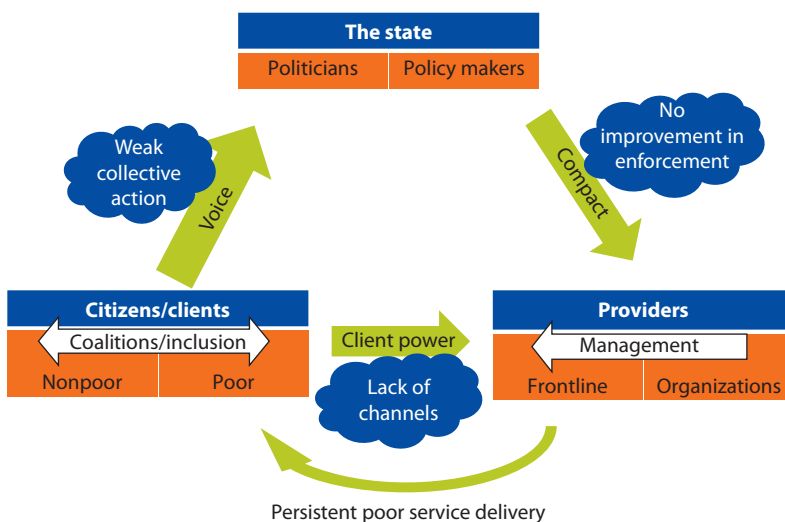 The state
Politicians
Policy makers
Weak
collective
action
Voice
No
improvement in
enforcement
Compact
Citizens/clients
Coalitions/inclusion
Nonpoor
Poor
Client power
Lack of
channels
Providers
Management
Frontline
Organizations
Persistent poor service delivery